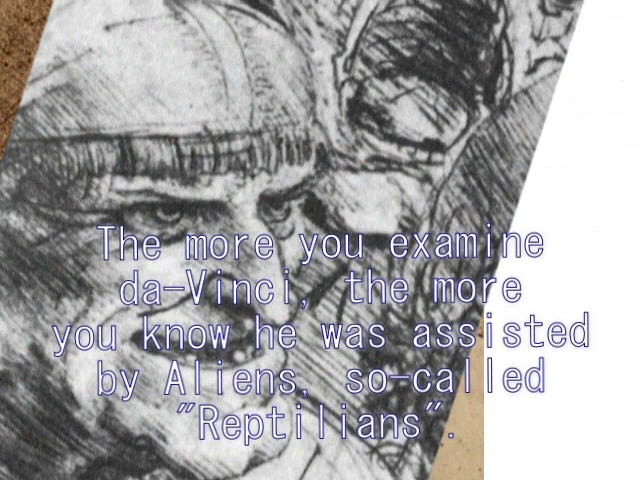 The more you examine
da-Vinci, the more
you know he was assisted
by Aliens, so-called
"Reptilians".